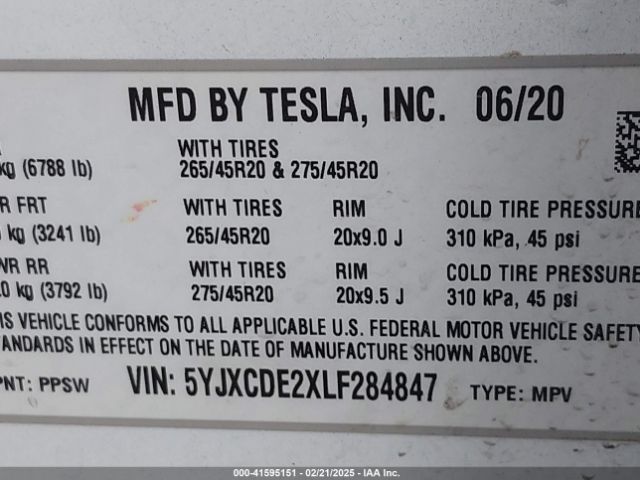 MFD BY TESLA, INC. 06/20
WITH TIRES
kg (6788 lb) 265/45R20 & 275/45R20
R FRT WITH TIRES RIM COLD TIRE PRESSURE
kg (3241 lb) 265/45R20 20x9.0 J 310 kPa, 45 psi
WR RR WITH TIRES RIM COLD TIRE PRESSURE
0 kg (3792 lb) 275/45R20 20x9.5 J 310 kPa, 45 psi
IS VEHICLE CONFORMS TO ALL APPLICABLE U.S. FEDERAL MOTOR VEHICLE SAFETY
TANDARDS IN EFFECT ON THE DATE OF MANUFACTURE SHOWN ABOVE.
PNT: PPSW VIN: 5YJXCDE2XLF284847 TYPE: MPV
000-41595151 - 02/21/2025 - IAAI Corp.